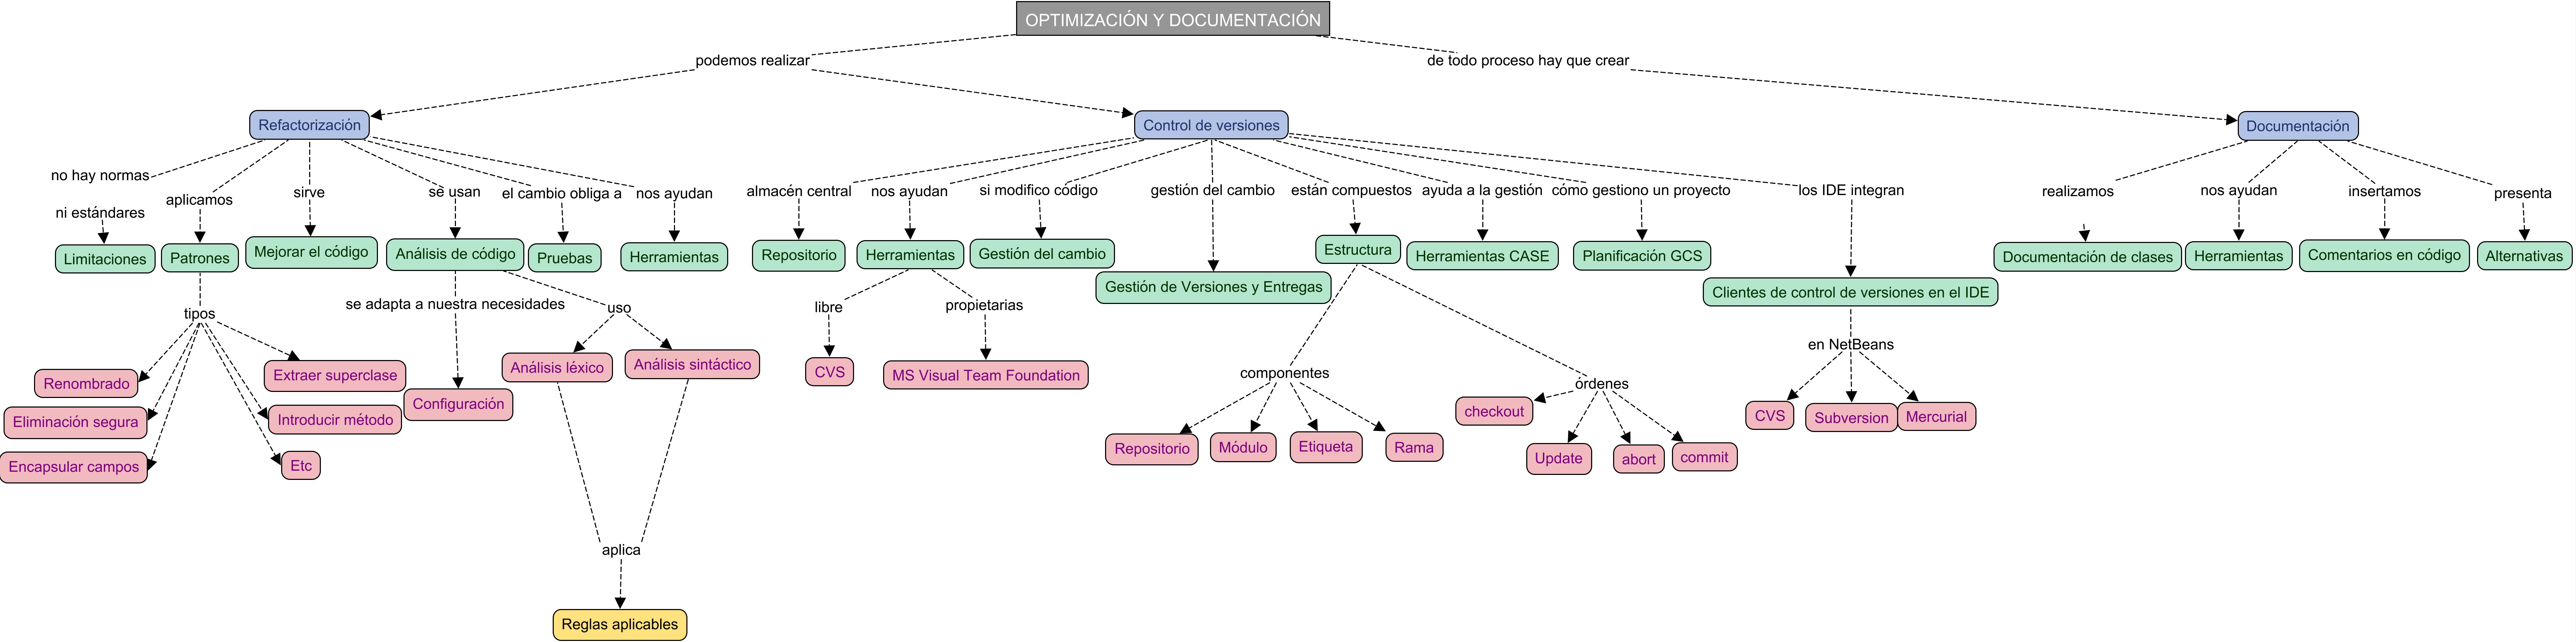 OPTIMIZACIÓN Y DOCUMENTACIÓN
podemos realizar
de todo proceso hay que crear
Refactorización
Control de versiones
Documentación
no hay normas
ni estándares
aplicamos
sirve
se usan
el cambio obliga a
nos ayudan
almacén central
nos ayudan
si modifico código
gestión del cambio
están compuestos
ayuda a la gestión
cómo gestiono un proyecto
los IDE integran
realizamos
nos ayudan
insertamos
presenta
Limitaciones
Patrones
Mejorar el código
Análisis de código
Pruebas
Herramientas
Repositorio
Herramientas
Gestión del cambio
Gestión de Versiones y Entregas
Estructura
Herramientas CASE
Planificación GCS
Clientes de control de versiones en el IDE
Documentación de clases
Herramientas
Comentarios en código
Alternativas
tipos
se adapta a nuestra necesidades
uso
libre
propietarias
en NetBeans
Renombrado
Extraer superclase
Eliminación segura
Introducir método
Encapsular campos
Etc
Configuración
Análisis léxico
Análisis sintáctico
CVS
MS Visual Team Foundation
componentes
órdenes
Repositorio
Módulo
Etiqueta
Rama
checkout
Update
abort
commit
CVS
Subversion
Mercurial
aplica
Reglas aplicables